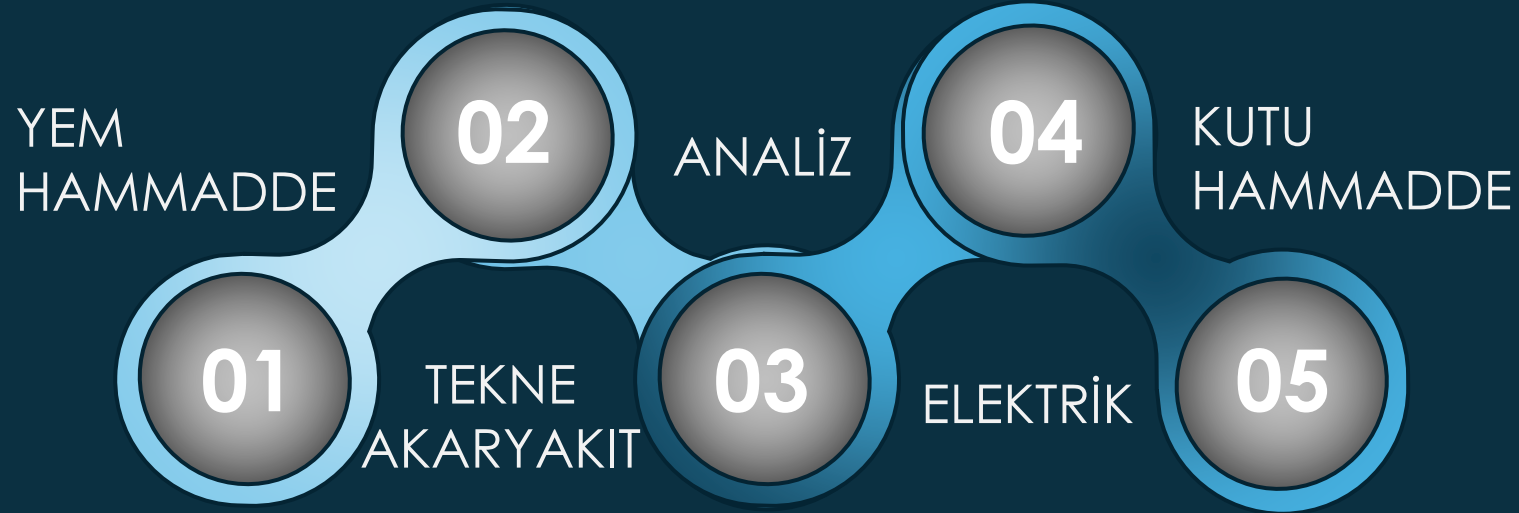 01
YEM
HAMMADDE
02
TEKNE
AKARYAKIT
03
ANALİZ
04
ELEKTRİK
05
KUTU
HAMMADDE